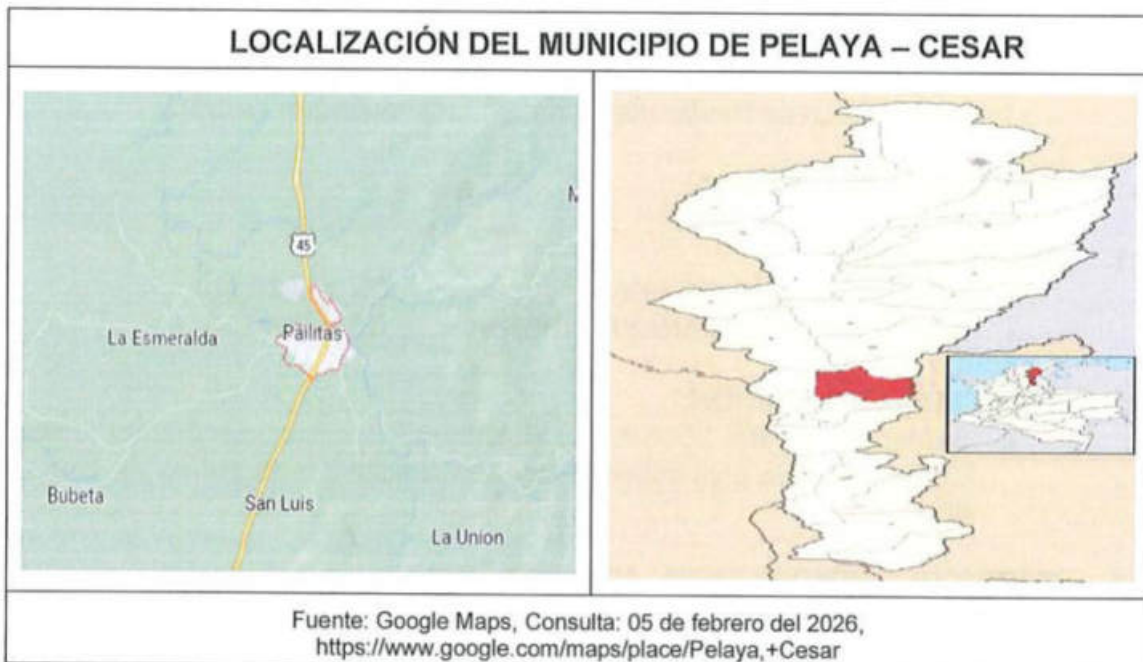 LOCALIZACIÓN DEL MUNICIPIO DE PELAYA – CESAR
45
La Esmeralda
Pailitas
Bubeta
San Luis
La Union
Fuente: Google Maps, Consulta: 05 de febrero del 2026,
https://www.google.com/maps/place/Pelaya,+Cesar